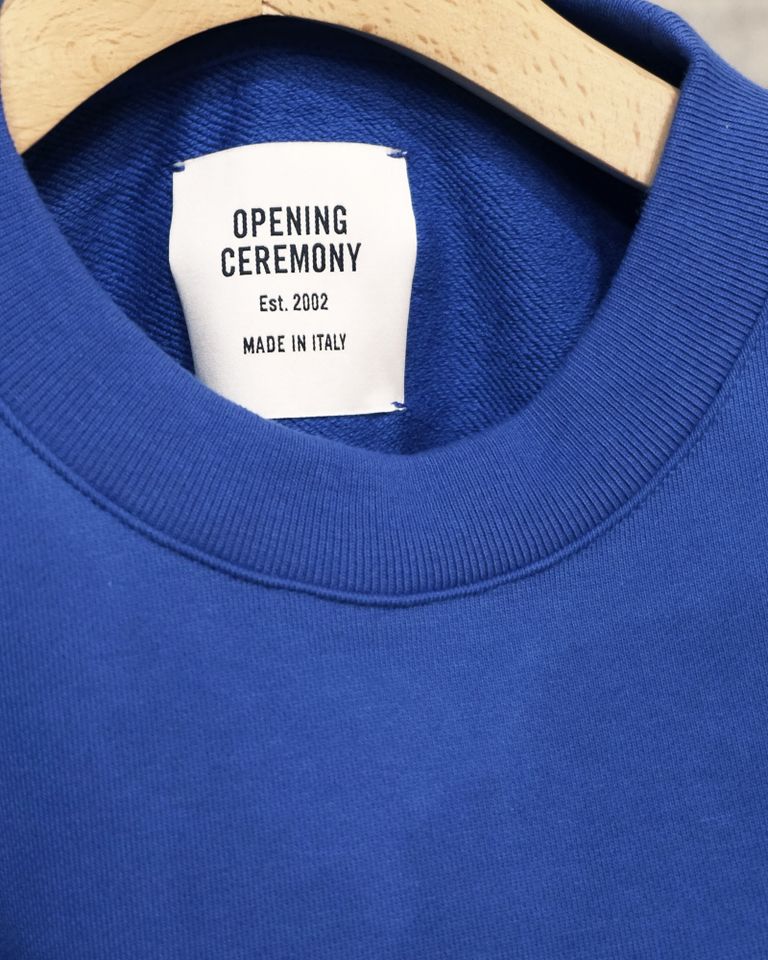 OPENING
CEREMONY
Est. 2002
MADE IN ITALY